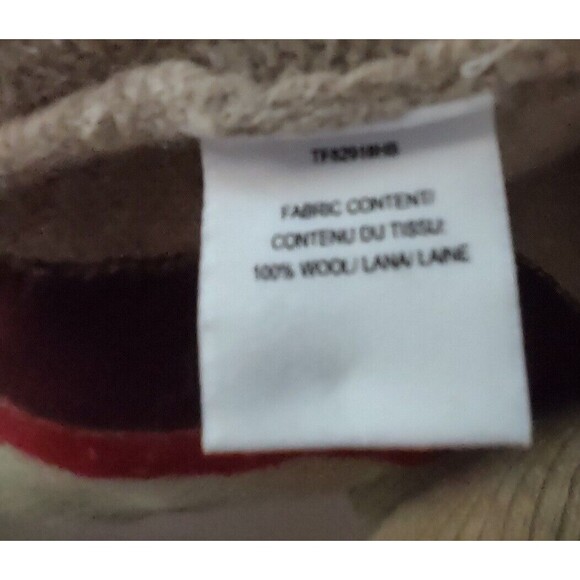 FABRIC CONTENT/
CONTENU DU TISSU:
100% WOOL/ LANA/ LAINE